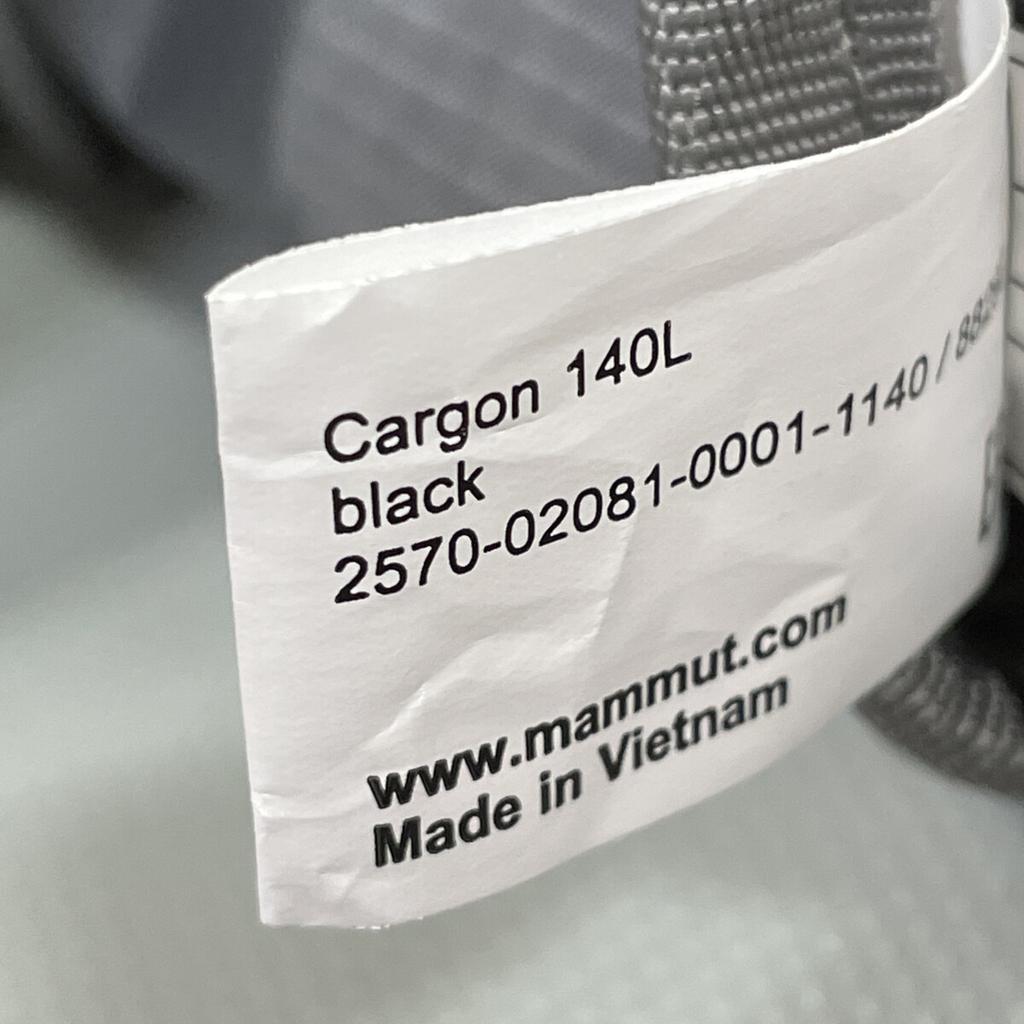 Cargon 140L
black
2570-02081-0001-1140 /
www.mammut.com
Made in Vietnam